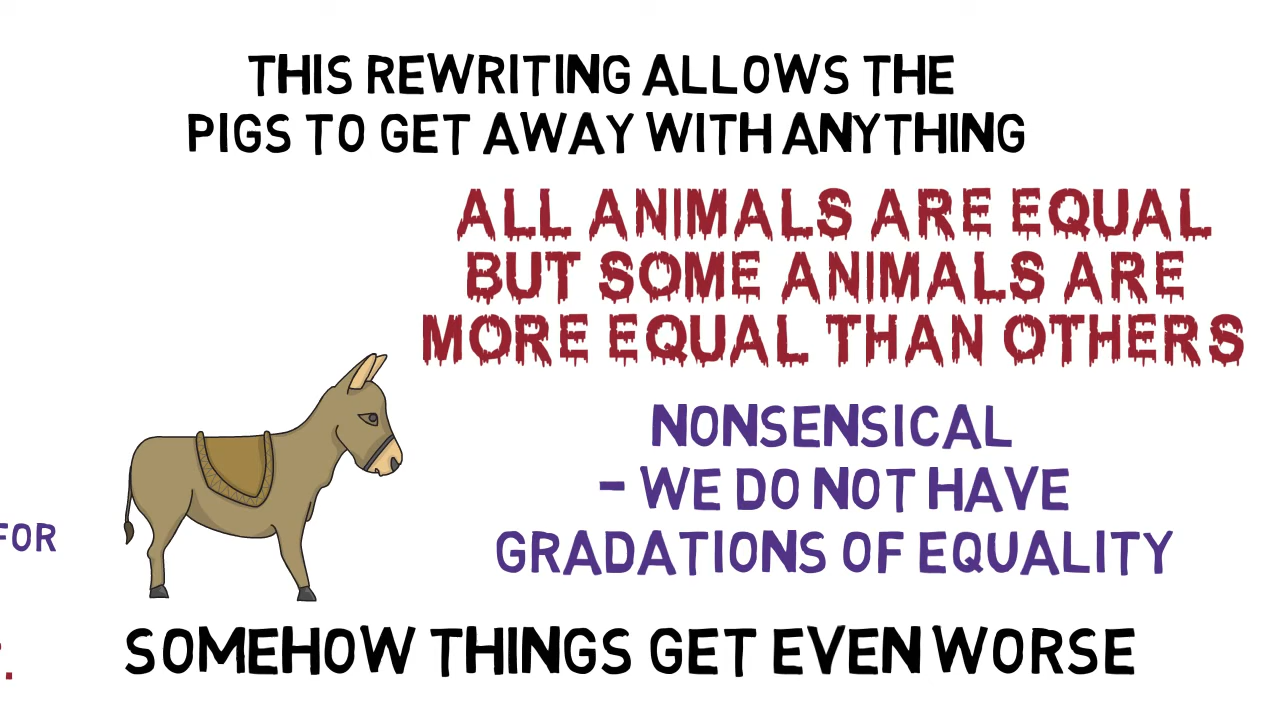 THIS REWRITING ALLOWS THE
PIGS TO GET AWAY WITH ANYTHING
ALL ANIMALS ARE EQUAL
BUT SOME ANIMALS ARE
MORE EQUAL THAN OTHERS
NONSENSICAL
- WE DO NOT HAVE
GRADATIONS OF EQUALITY
FOR
SOMEHOW THINGS GET EVEN WORSE